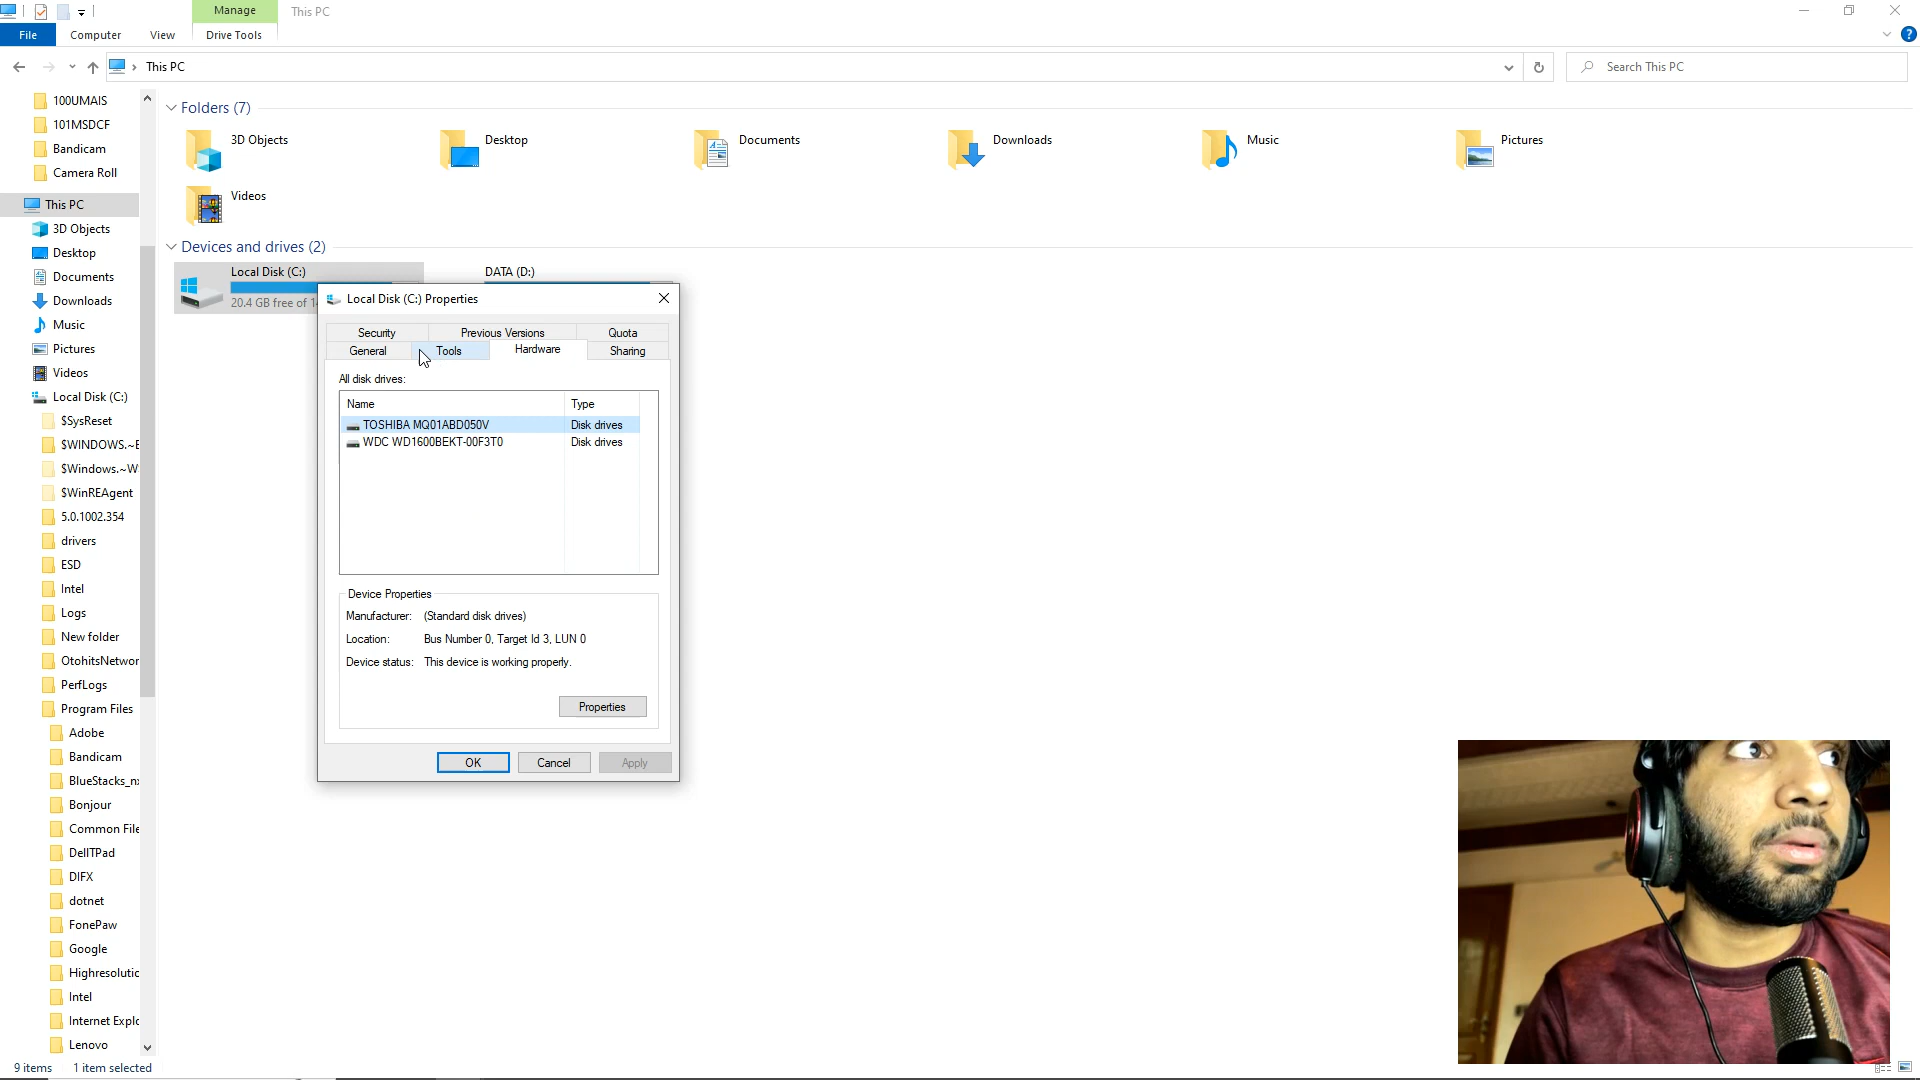 Manage
This PC
File
Computer
View
Drive Tools
This PC
Search This PC
100UMAIS
101MSDCF
Bandicam
Camera Roll
This PC
3D Objects
Desktop
Documents
Downloads
Music
Pictures
Videos
Local Disk (C:)
$SysReset
$WINDOWS.~E
$Windows.~W
$WinREAgent
5.0.1002.354
drivers
ESD
Intel
Logs
New folder
OtohitsNetwor
PerfLogs
Program Files
Adobe
Bandicam
BlueStacks_nx
Bonjour
Common File
DellTPad
DIFX
dotnet
FonePaw
Google
Highresolutic
Intel
Internet Explo
Lenovo
Folders (7)
3D Objects
Desktop
Documents
Downloads
Music
Pictures
Videos
Devices and drives (2)
Local Disk (C:)
20.4 GB free of 1
DATA (D:)
Local Disk (C:) Properties
Security
Previous Versions
Quota
General
Tools
Hardware
Sharing
All disk drives:
Name
Type
TOSHIBA MQ01ABD050V
Disk drives
WDC WD1600BEKT-00F3T0
Disk drives
Device Properties
Manufacturer: (Standard disk drives)
Location: Bus Number 0, Target Id 3, LUN 0
Device status: This device is working properly.
Properties
OK
Cancel
Apply
9 items
1 item selected